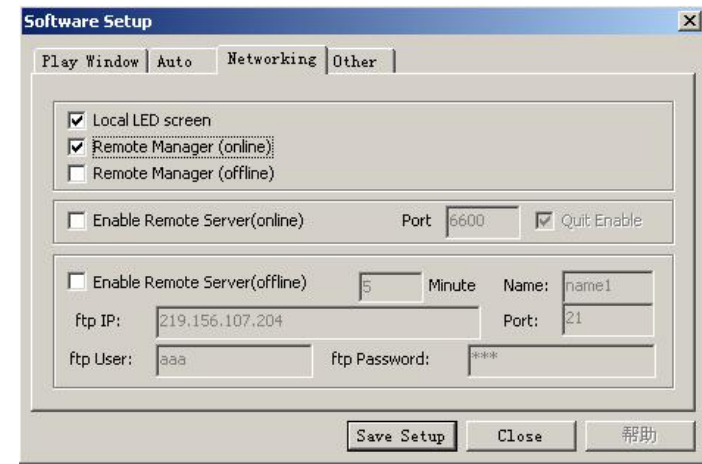 Software Setup
Play Window Auto Networking Other
Local LED screen
Remote Manager (online)
Remote Manager (offline)
Enable Remote Server(online) Port 6600 Quit Enable
Enable Remote Server(offline) 5 Minute Name: name1
ftp IP: 219.156.107.204 Port: 21
ftp User: aaa ftp Password: ***
Save Setup Close 帮助